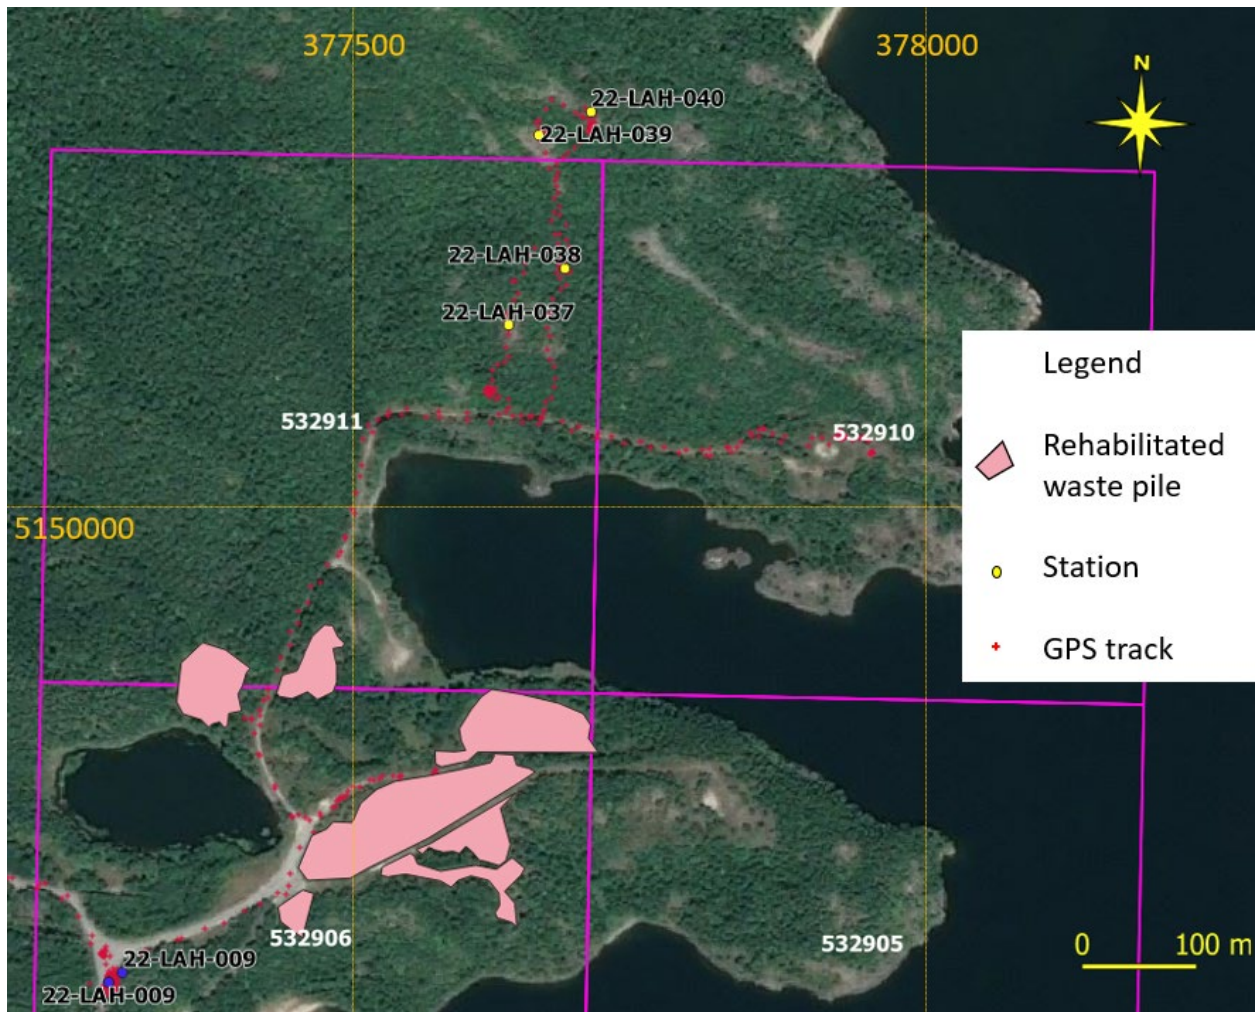 377500
378000
N
22-LAH-040
22-LAH-039
22-LAH-038
22-LAH-037
532911
532910
Legend
Rehabilitated
waste pile
Station
GPS track
5150000
532906
532905
0
100 m
22-LAH-009
22-LAH-009